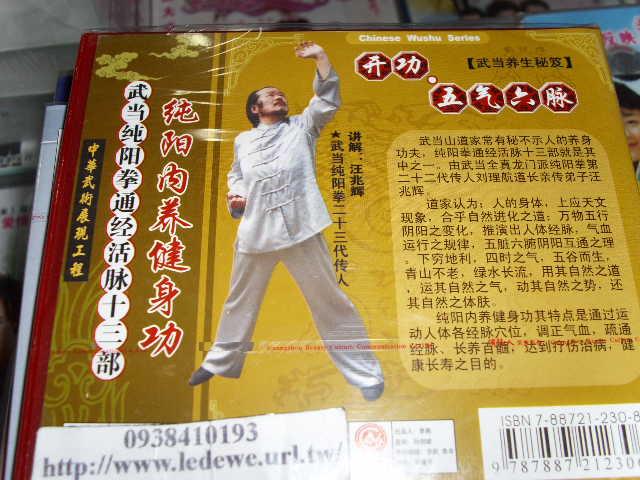 Chinese Wushu Series
开功·
五气六脉
【武当养生秘笈】
武当纯阳拳通经活脉十三部
纯阳内养健身功
中華武術展現工程
讲解：汪兆辉
★武当纯阳拳二十三代传人
武当山道家常有秘不示人的养身
功夫，纯阳拳通经活脉十三部就是其
中之一，由武当全真龙门派纯阳拳第
二十二代传人刘理航道长亲传弟子汪
兆辉。
道家认为：人的身体，上应天文
现象，合乎自然进化之道；万物五行
阴阳之变化，推演出人体经脉，气血
运行之规律，五脏六腑阴阳互通之理
。下穷地利，四时之气，五谷而生，
青山不老，绿水长流，用其自然之道
，运其自然之气，动其自然之势，还
其自然之体肤。
纯阳内养健身功其特点是通过运
动人体各经脉穴位，调正气血，疏通
经脉、长养百髓，达到疗伤治病，健
康长寿之目的。
Guangzhou Beauty Culture Communication Co.
ISBN 7-88721-230-8
9 787887 212306
0938410193
http://www.ledewe.url.tw/